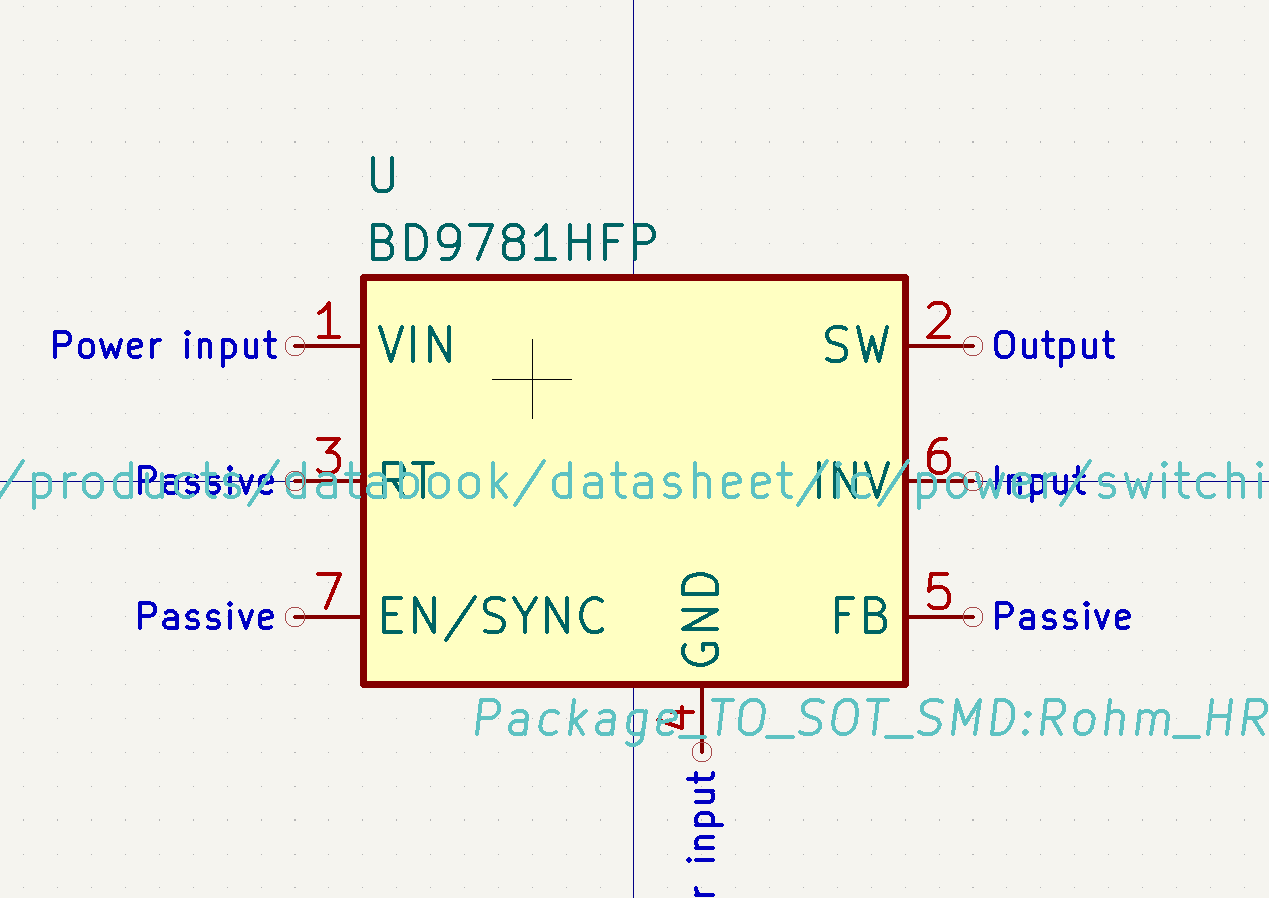 U
BD9781HFP
Power input 1 VIN SW 2 Output
Passive 3 RT INV 6 Input
/products/databook/datasheet/ic/power/switchi
Passive 7 EN/SYNC GND FB 5 Passive
Package_TO_SOT_SMD:Rohm_HR
4
r input